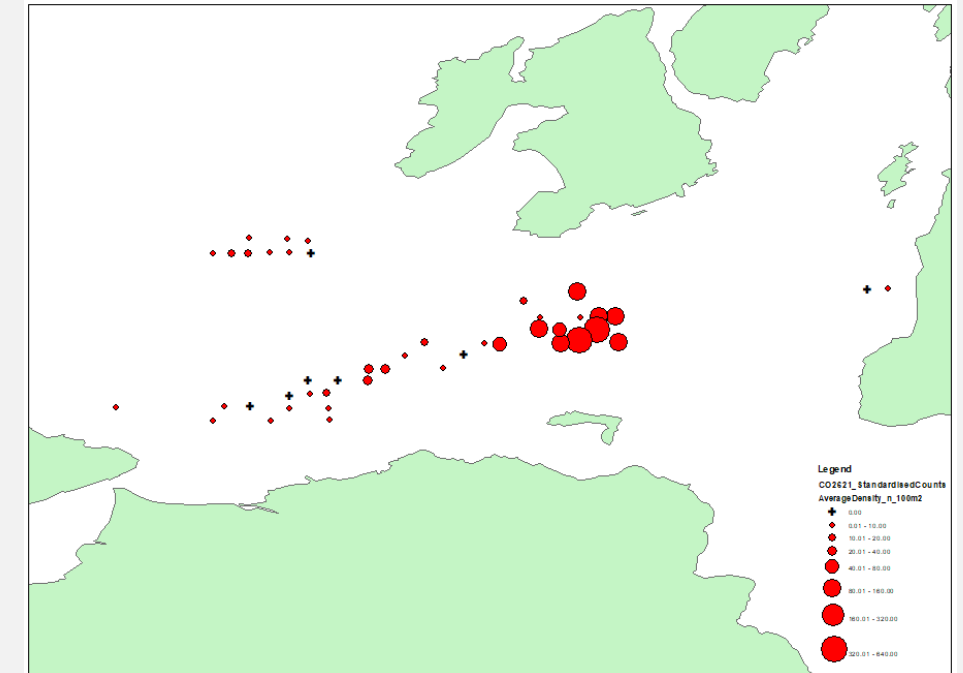 Legend
CO2621_StandardisedCounts
AverageDensity_n_100m2
0.00
0.01 - 10.00
10.01 - 20.00
20.01 - 40.00
40.01 - 80.00
80.01 - 160.00
160.01 - 320.00
320.01 - 640.00